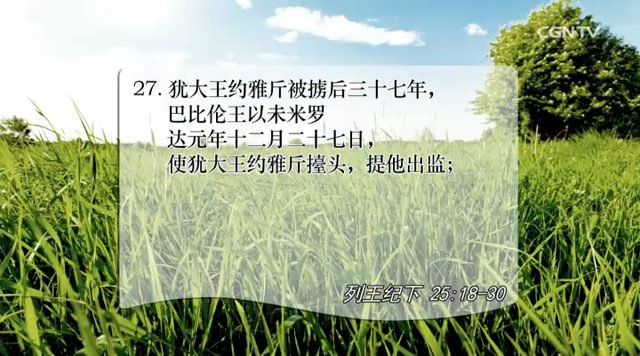 CGNTV
27. 犹大王约雅斤被掳后三十七年，
巴比伦王以未米罗
达元年十二月二十七日，
使犹大王约雅斤擡头，提他出监；
列王纪下 25:18-30